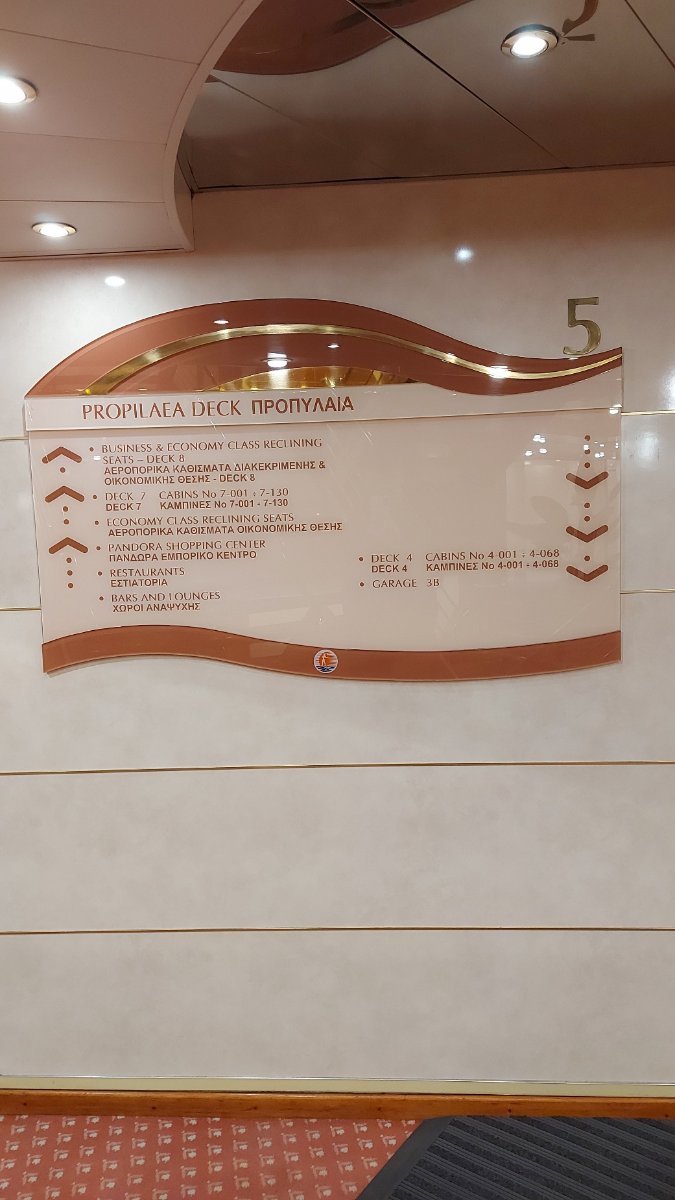 5
PROPILAEA DECK ΠΡΟΠΥΛΑΙΑ
• BUSINESS & ECONOMY CLASS RECLINING
SEATS – DECK 8
ΑΕΡΟΠΟΡΙΚΑ ΚΑΘΙΣΜΑΤΑ ΔΙΑΚΕΚΡΙΜΕΝΗΣ &
ΟΙΚΟΝΟΜΙΚΗΣ ΘΕΣΗΣ - DECK 8
• DECK 7 CABINS No 7-001 ÷ 7-130
DECK 7 ΚΑΜΠΙΝΕΣ Νο 7-001 - 7-130
• ECONOMY CLASS RECLINING SEATS
ΑΕΡΟΠΟΡΙΚΑ ΚΑΘΙΣΜΑΤΑ ΟΙΚΟΝΟΜΙΚΗΣ ΘΕΣΗΣ
• PANDORA SHOPPING CENTER
ΠΑΝΔΩΡΑ ΕΜΠΟΡΙΚΟ ΚΕΝΤΡΟ
• RESTAURANTS
ΕΣΤΙΑΤΟΡΙΑ
• BARS AND LOUNGES
ΧΩΡΟΙ ΑΝΑΨΥΧΗΣ
• DECK 4 CABINS No 4-001 ÷ 4-068
DECK 4 ΚΑΜΠΙΝΕΣ Νο 4-001 ÷ 4-068
• GARAGE 3B